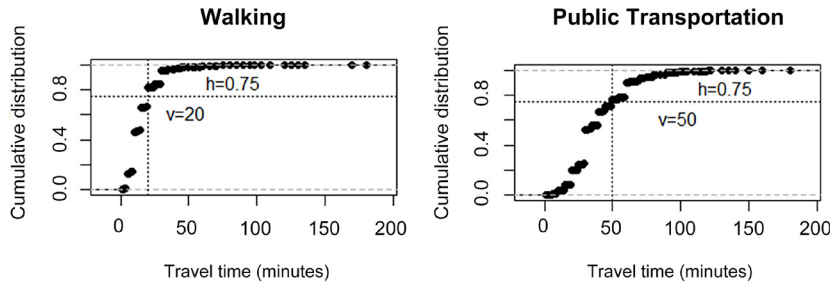 Walking
Cumulative distribution
0.8
0.4
0.0
h=0.75
v=20
0 50 100 150 200
Travel time (minutes)
Public Transportation
Cumulative distribution
0.8
0.4
0.0
h=0.75
v=50
0 50 100 150 200
Travel time (minutes)